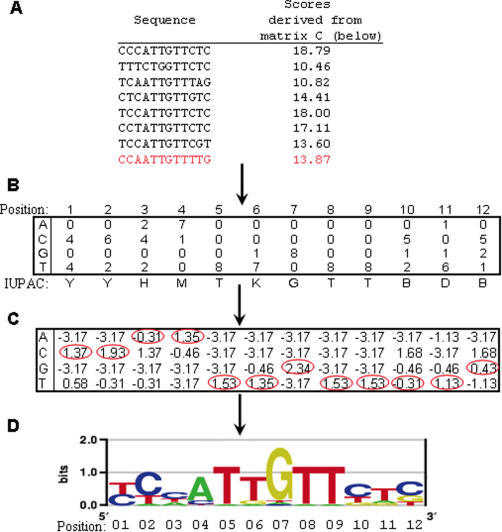 A
Sequence Scores derived from matrix C (below)
CCCATTGTTCTC 18.79
TTTCTGGTTCTC 10.46
TCAATTGTTTAG 10.82
CTCATTGTTGTC 14.41
TCCATTGTTCTC 18.00
CCTATTGTTCTC 17.11
TCCATTGTTCGT 13.60
CCAATTGTTTTG 13.87
B
Position: 1 2 3 4 5 6 7 8 9 10 11 12
A 0 0 2 7 0 0 0 0 0 0 1 0
C 4 6 4 1 0 0 0 0 0 5 0 5
G 0 0 0 0 0 1 8 0 0 1 1 2
T 4 2 2 0 8 7 0 8 8 2 6 1
IUPAC: Y Y H M T K G T T B D B
C
A -3.17 -3.17 -0.31 1.35 -3.17 -3.17 -3.17 -3.17 -3.17 -3.17 -1.13 -3.17
C 1.37 1.93 1.37 -0.46 -3.17 -3.17 -3.17 -3.17 -3.17 1.68 -3.17 1.68
G -3.17 -3.17 -3.17 -3.17 -3.17 -0.46 2.34 -3.17 -3.17 -0.46 -0.46 0.43
T 0.58 -0.31 -0.31 -3.17 1.53 1.35 -3.17 1.53 1.53 -0.31 1.13 -1.13
D
2.0
bits 1.0
0.0
ATTGTT
5′ 3′
Position: 01 02 03 04 05 06 07 08 09 10 11 12